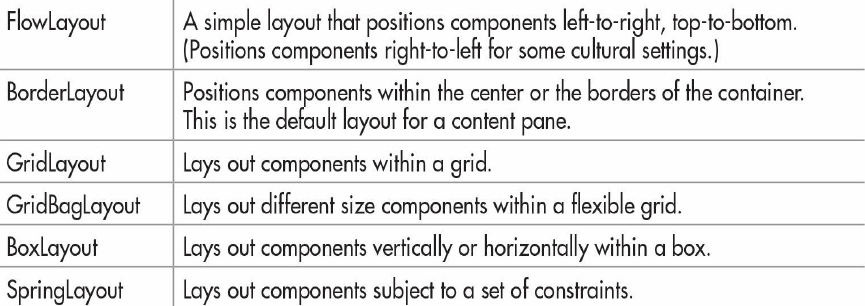 FlowLayout A simple layout that positions components left-to-right, top-to-bottom.
(Positions components right-to-left for some cultural settings.)
BorderLayout Positions components within the center or the borders of the container.
This is the default layout for a content pane.
GridLayout Lays out components within a grid.
GridBagLayout Lays out different size components within a flexible grid.
BoxLayout Lays out components vertically or horizontally within a box.
SpringLayout Lays out components subject to a set of constraints.